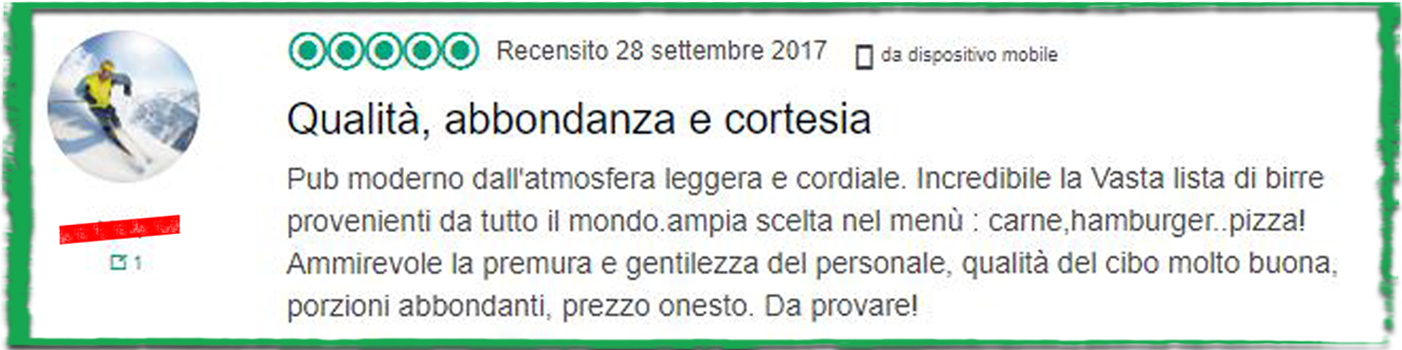 Recensito 28 settembre 2017 da dispositivo mobile
Qualità, abbondanza e cortesia
Pub moderno dall'atmosfera leggera e cordiale. Incredibile la Vasta lista di birre
provenienti da tutto il mondo.ampia scelta nel menù : carne,hamburger..pizza!
Ammirevole la premura e gentilezza del personale, qualità del cibo molto buona,
porzioni abbondanti, prezzo onesto. Da provare!
1